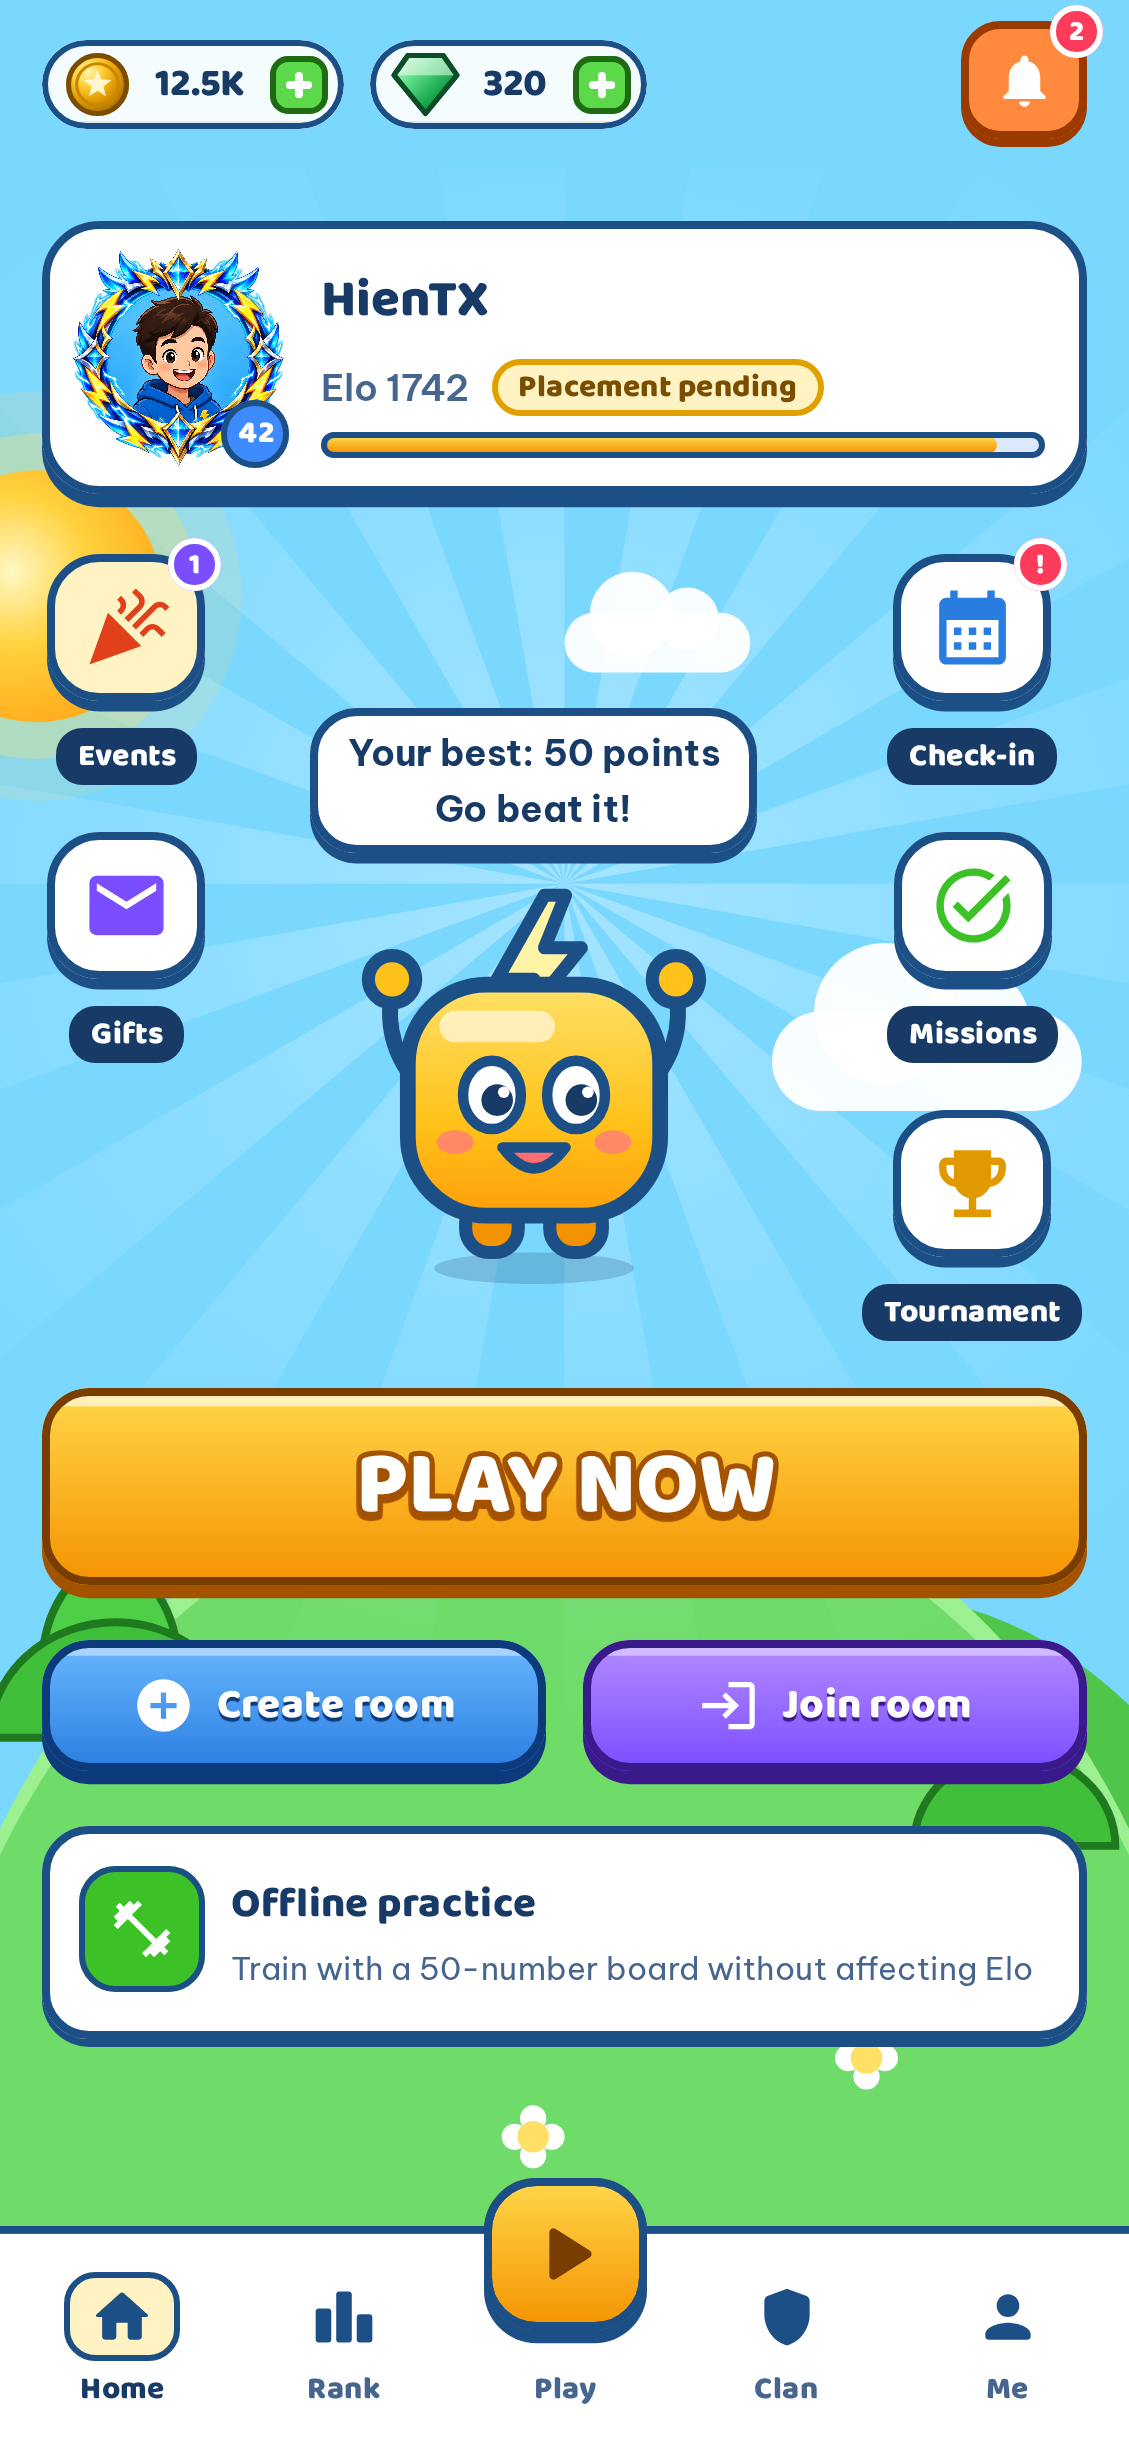 12.5K
320
2
HienTX
Elo 1742
Placement pending
42
1
!
Events
Check-in
Your best: 50 points
Go beat it!
Gifts
Missions
Tournament
PLAY NOW
Create room
Join room
Offline practice
Train with a 50-number board without affecting Elo
Home
Rank
Play
Clan
Me